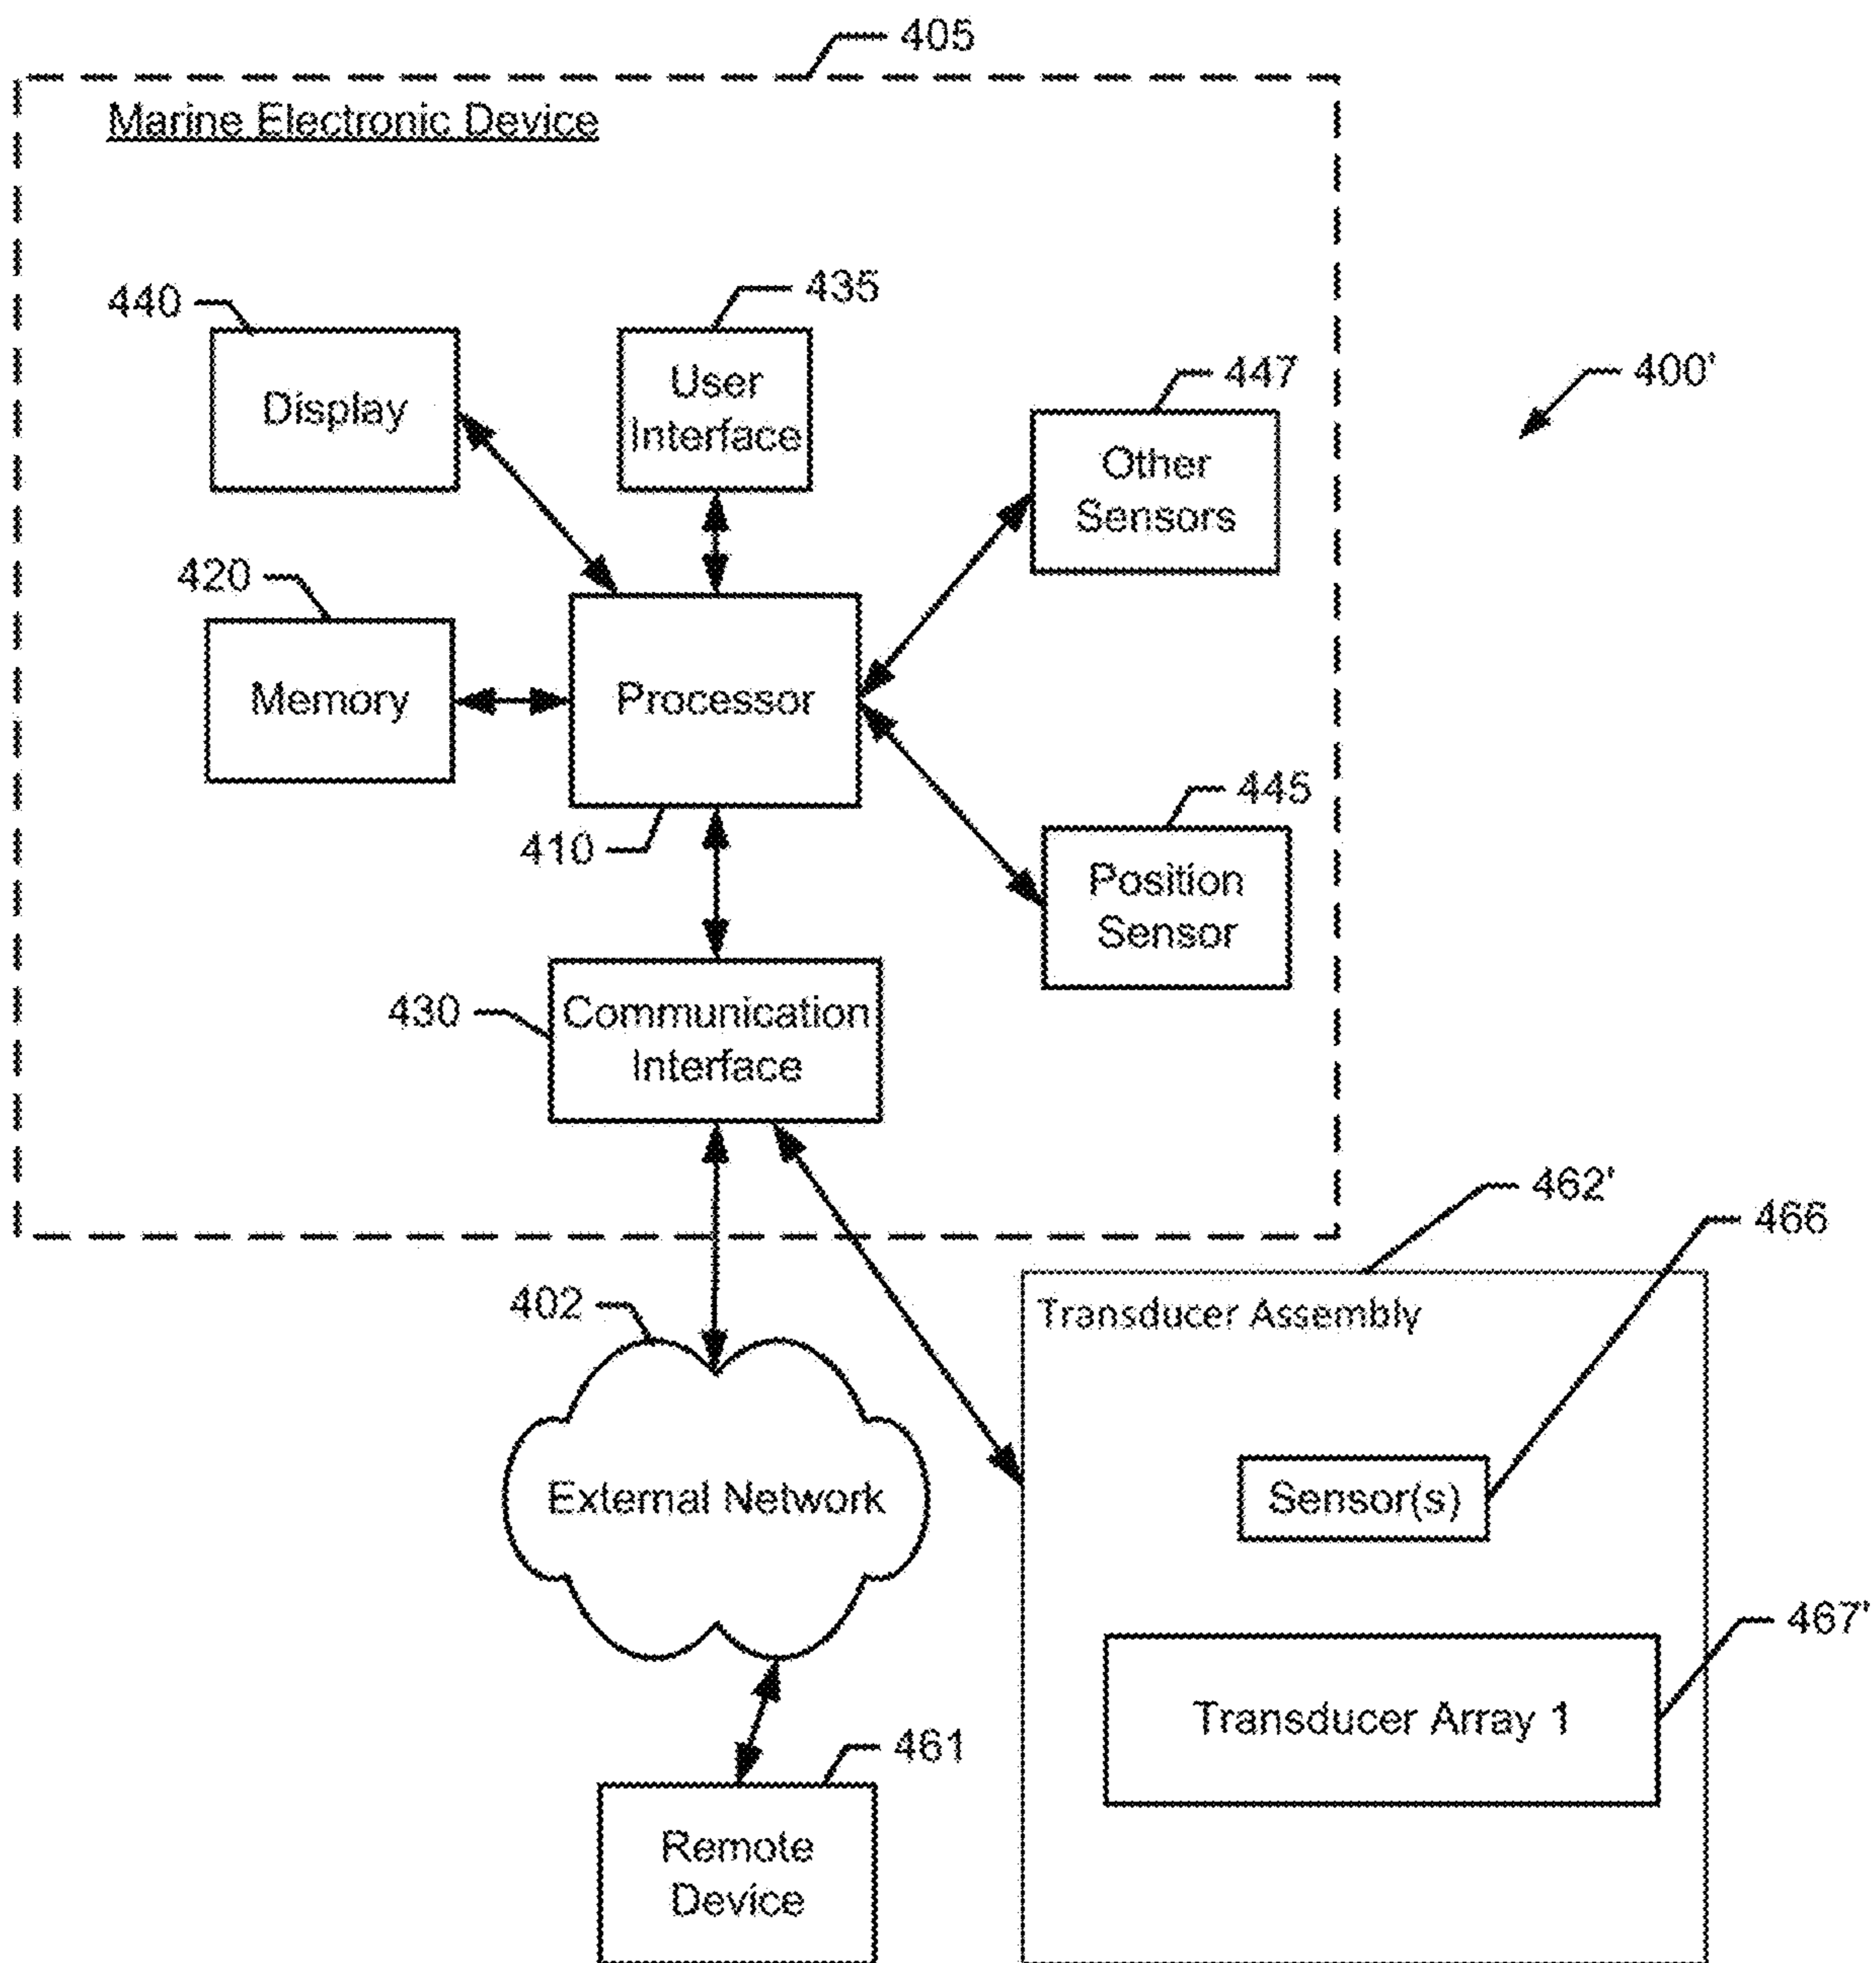 405
Marine Electronic Device
440
435
Display
User
Interface
447
400'
Other
Sensors
420
Memory
Processor
410
445
Position
Sensor
430
Communication
Interface
462'
466
402
Transducer Assembly
External Network
Sensor(s)
467'
Transducer Array 1
461
Remote
Device